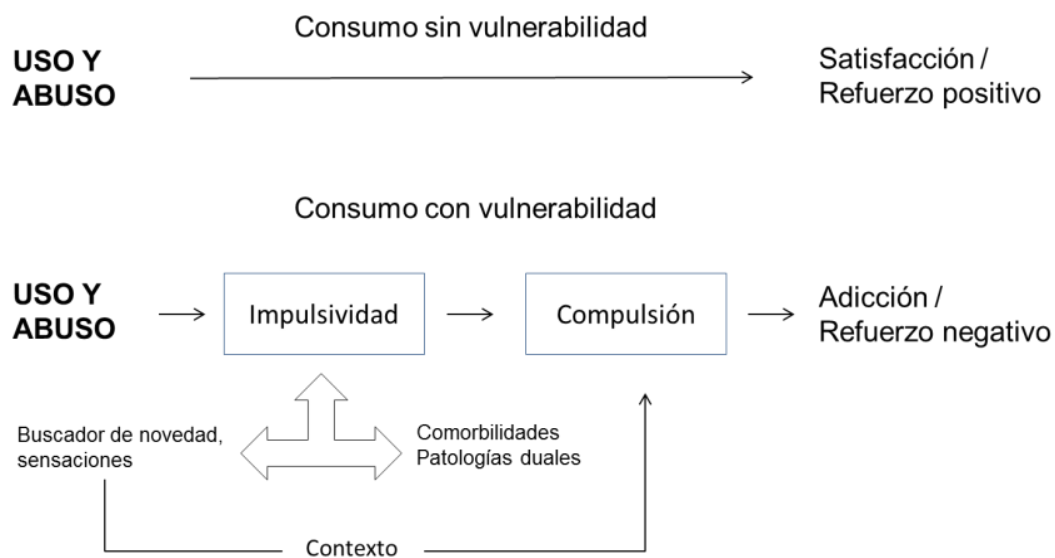 Consumo sin vulnerabilidad
USO Y
ABUSO
Satisfacción /
Refuerzo positivo
Consumo con vulnerabilidad
USO Y
ABUSO
Impulsividad
Compulsión
Adicción /
Refuerzo negativo
Buscador de novedad,
sensaciones
Comorbilidades
Patologías duales
Contexto